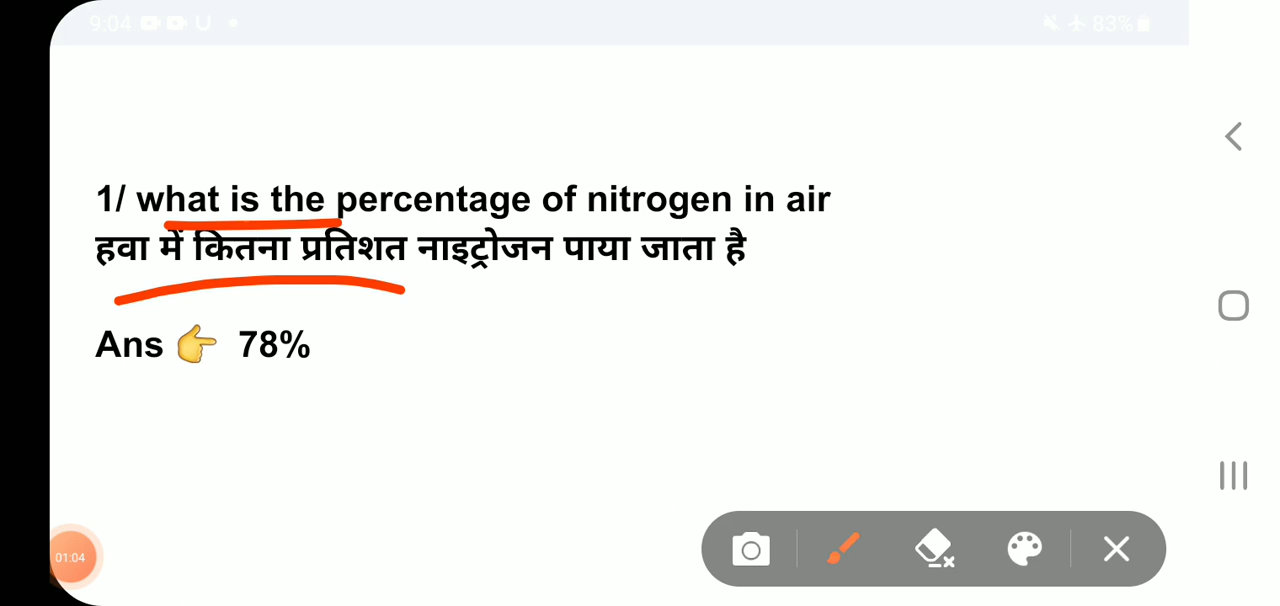 9:04 U 83%
1/ what is the percentage of nitrogen in air
हवा में कितना प्रतिशत नाइट्रोजन पाया जाता है
Ans 👉 78%
01:04